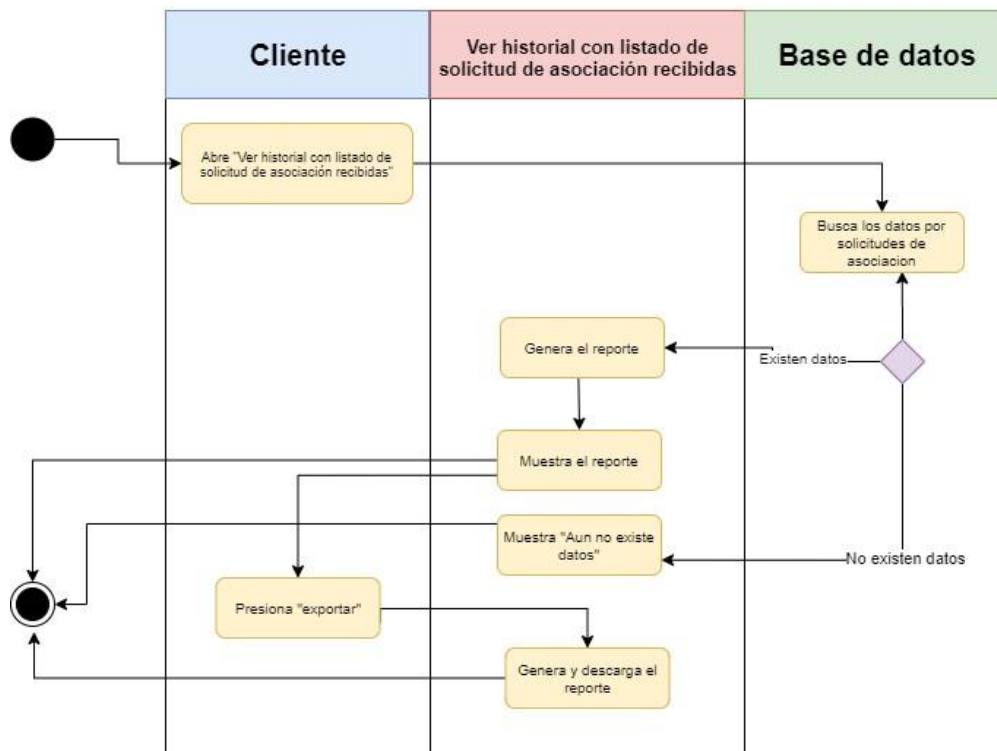 Cliente
Ver historial con listado de
solicitud de asociación recibidas
Base de datos
Abre "Ver historial con listado de
solicitud de asociación recibidas"
Busca los datos por
solicitudes de
asociacion
Genera el reporte
Existen datos
Muestra el reporte
Muestra "Aun no existe
datos"
No existen datos
Presiona "exportar"
Genera y descarga el
reporte